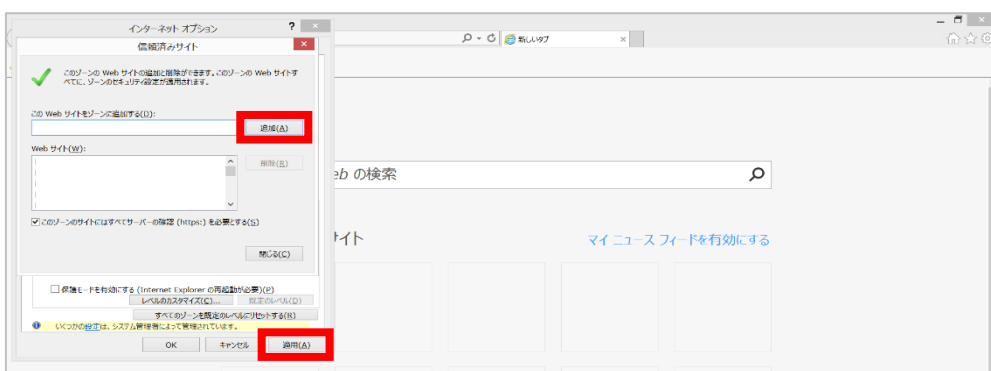 インターネット オプション
?
×
信頼済みサイト
×
新しいタブ
×
このゾーンの Web サイトの追加と削除ができます。このゾーンの Web サイトす
べてに、ゾーンのセキュリティ設定が適用されます。
この Web サイトをゾーンに追加する(D):
追加(A)
Web サイト(W):
削除(R)
eb の検索
このゾーンのサイトにはすべてサーバーの確認 (https:) を必要とする(S)
サイト
マイ ニュース フィードを有効にする
閉じる(C)
保護モードを有効にする (Internet Explorer の再起動が必要)(P)
レベルのカスタマイズ(C)...
既定のレベル(D)
すべてのゾーンを既定のレベルにリセットする(R)
いくつかの設定は、システム管理者によって管理されています。
OK
キャンセル
適用(A)